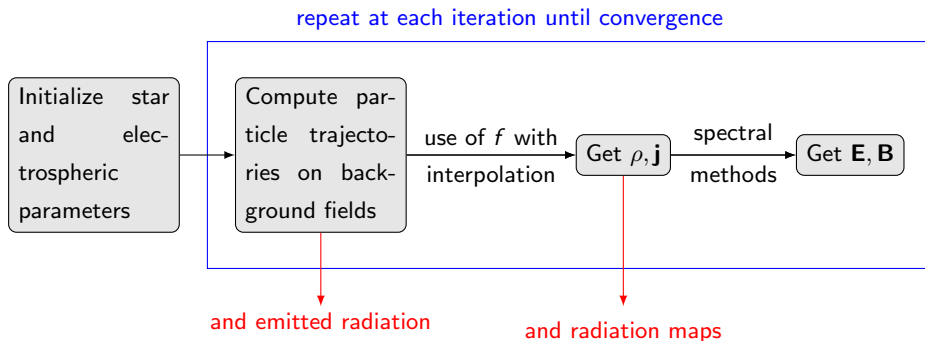 repeat at each iteration until convergence
Initialize star
and elec-
trospheric
parameters
Compute par-
ticle trajecto-
ries on back-
ground fields
use of f with
interpolation
Get ρ, j
spectral
methods
Get E, B
and emitted radiation
and radiation maps